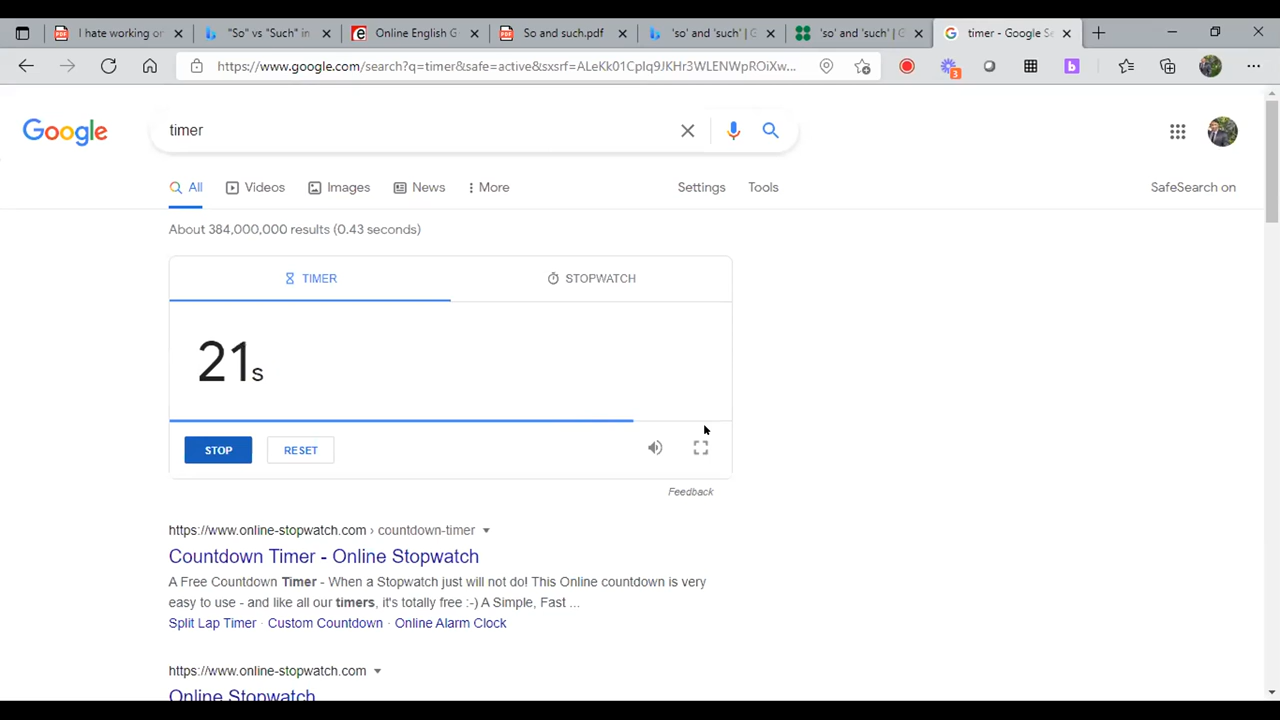 I hate working or
"So" vs "Such" in
Online English G
So and such.pdf
'so' and 'such' | G
'so' and 'such' | G
timer - Google Se
https://www.google.com/search?q=timer&safe=active&sxsrf=ALeKk01CpIq9JKHr3WLENWpROiXw...
3
b
Google
timer
All
Videos
Images
News
More
Settings
Tools
SafeSearch on
About 384,000,000 results (0.43 seconds)
TIMER
STOPWATCH
21s
STOP
RESET
Feedback
https://www.online-stopwatch.com › countdown-timer
Countdown Timer - Online Stopwatch
A Free Countdown Timer - When a Stopwatch just will not do! This Online countdown is very
easy to use - and like all our timers, it's totally free :-) A Simple, Fast ...
Split Lap Timer · Custom Countdown · Online Alarm Clock
https://www.online-stopwatch.com
Online Stopwatch